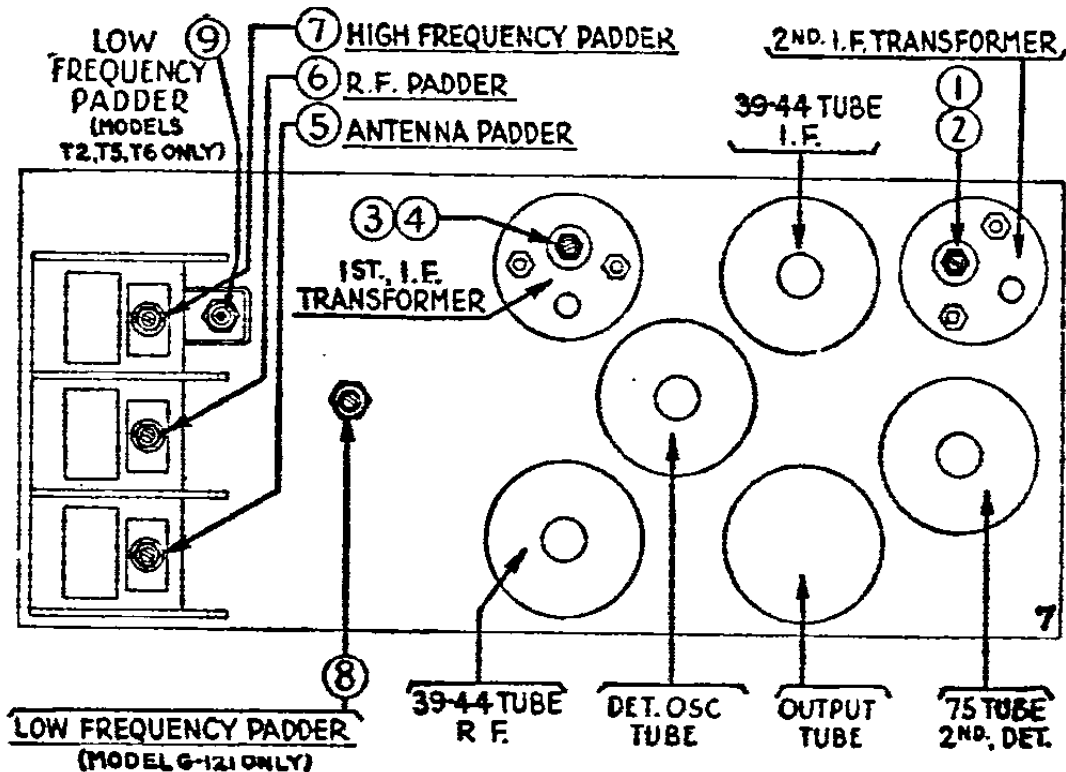 LOW
FREQUENCY
PADDER
(MODELS
T2,T5,T6 ONLY)
9
7 HIGH FREQUENCY PADDER
6 R.F. PADDER
5 ANTENNA PADDER
39-44 TUBE
I.F.
2ND. I.F. TRANSFORMER
1
2
3 4
1ST., I.F.
TRANSFORMER
7
8
LOW FREQUENCY PADDER
(MODEL G-121 ONLY)
39-44 TUBE
R F.
DET. OSC
TUBE
OUTPUT
TUBE
75 TUBE
2ND., DET.